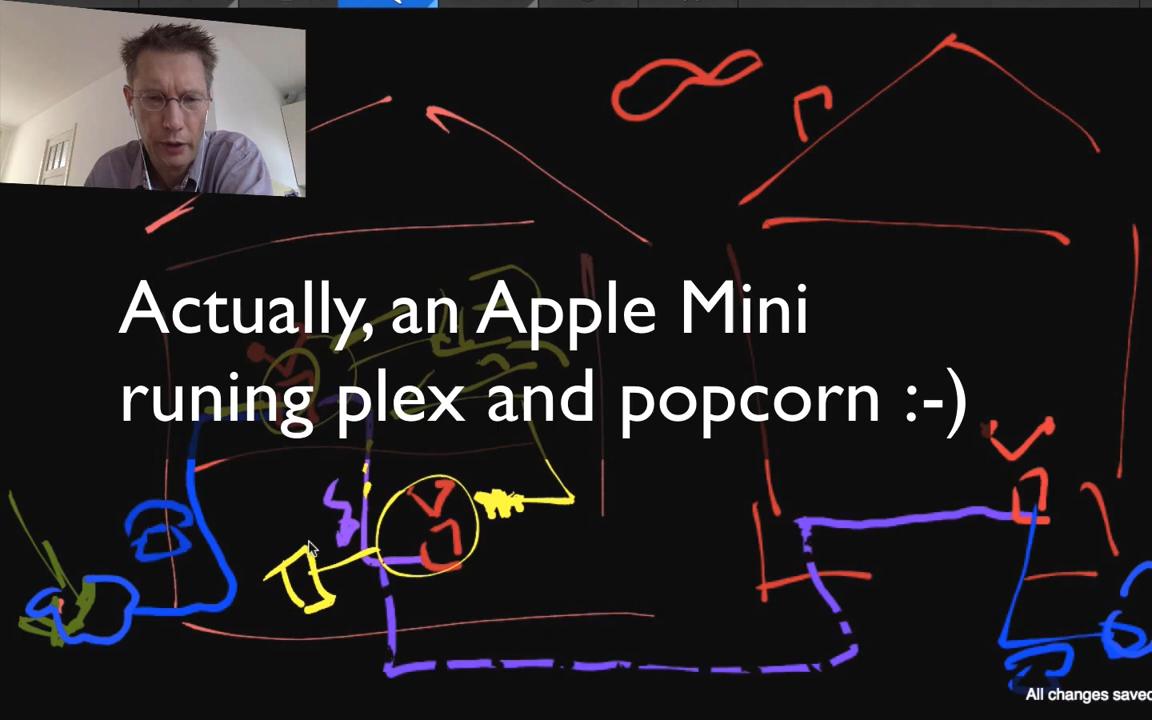 Actually, an Apple Mini
runing plex and popcorn :-)
All changes saved